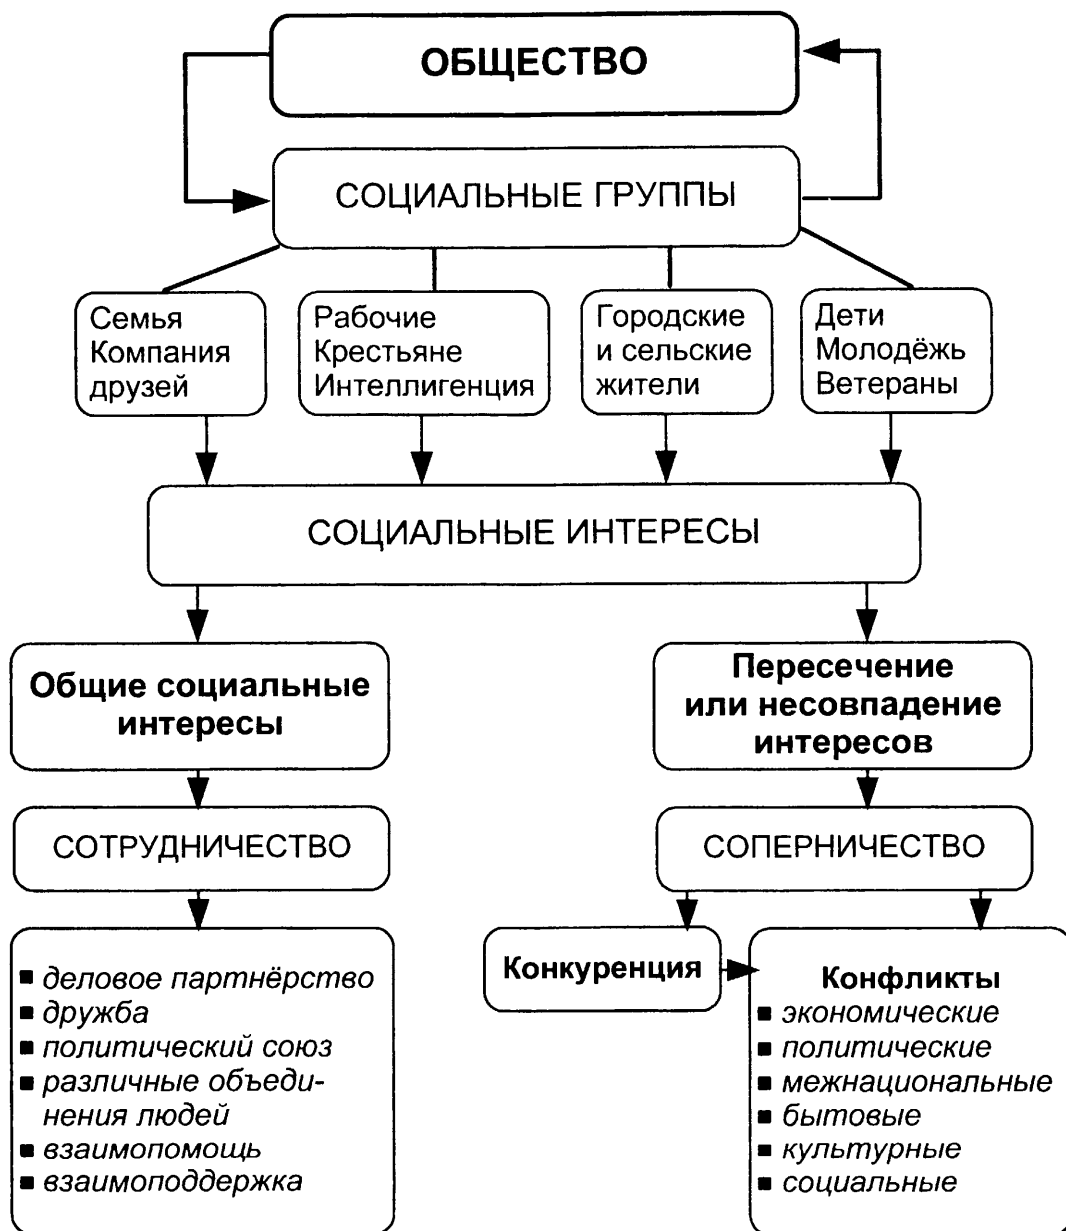 ОБЩЕСТВО
СОЦИАЛЬНЫЕ ГРУППЫ
Семья
Компания
друзей
Рабочие
Крестьяне
Интеллигенция
Городские
и сельские
жители
Дети
Молодёжь
Ветераны
СОЦИАЛЬНЫЕ ИНТЕРЕСЫ
Общие социальные
интересы
Пересечение
или несовпадение
интересов
СОТРУДНИЧЕСТВО
СОПЕРНИЧЕСТВО
■ деловое партнёрство
■ дружба
■ политический союз
■ различные объеди-
нения людей
■ взаимопомощь
■ взаимоподдержка
Конкуренция
Конфликты
■ экономические
■ политические
■ межнациональные
■ бытовые
■ культурные
■ социальные